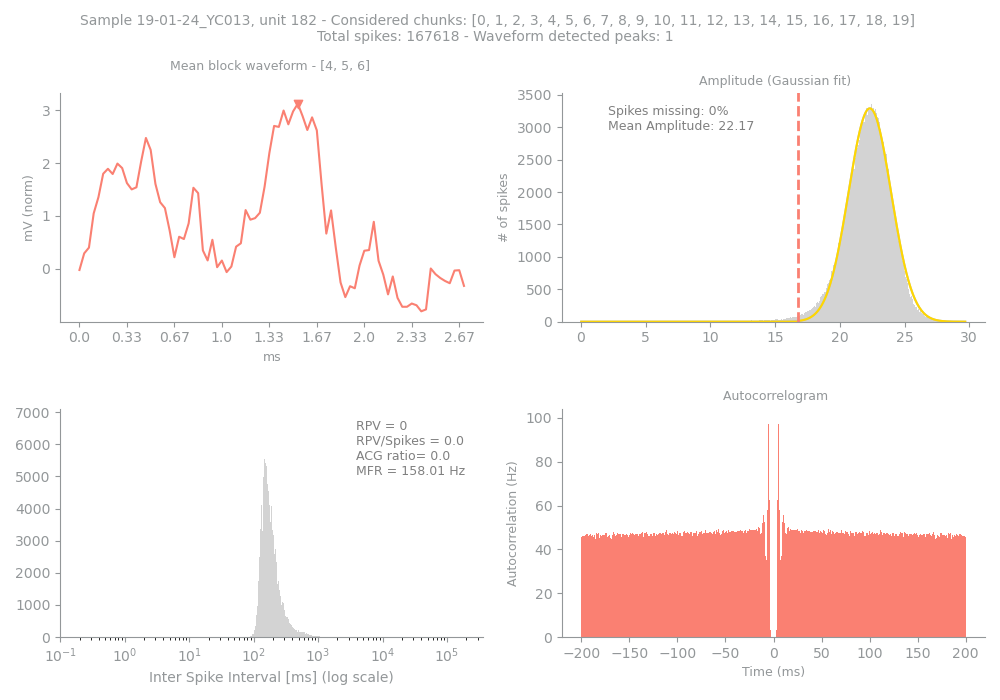 Sample 19-01-24_YC013, unit 182 - Considered chunks: [0, 1, 2, 3, 4, 5, 6, 7, 8, 9, 10, 11, 12, 13, 14, 15, 16, 17, 18, 19]
Total spikes: 167618 - Waveform detected peaks: 1
Mean block waveform - [4, 5, 6]
mV (norm)
3
2
1
0
0.0 0.33 0.67 1.0 1.33 1.67 2.0 2.33 2.67
ms
Amplitude (Gaussian fit)
Spikes missing: 0%
Mean Amplitude: 22.17
# of spikes
3500
3000
2500
2000
1500
1000
500
0
0 5 10 15 20 25 30
7000
6000
5000
4000
3000
2000
1000
0
RPV = 0
RPV/Spikes = 0.0
ACG ratio= 0.0
MFR = 158.01 Hz
10⁻¹ 10⁰ 10¹ 10² 10³ 10⁴ 10⁵
Inter Spike Interval [ms] (log scale)
Autocorrelogram
Autocorrelation (Hz)
100
80
60
40
20
0
−200 −150 −100 −50 0 50 100 150 200
Time (ms)